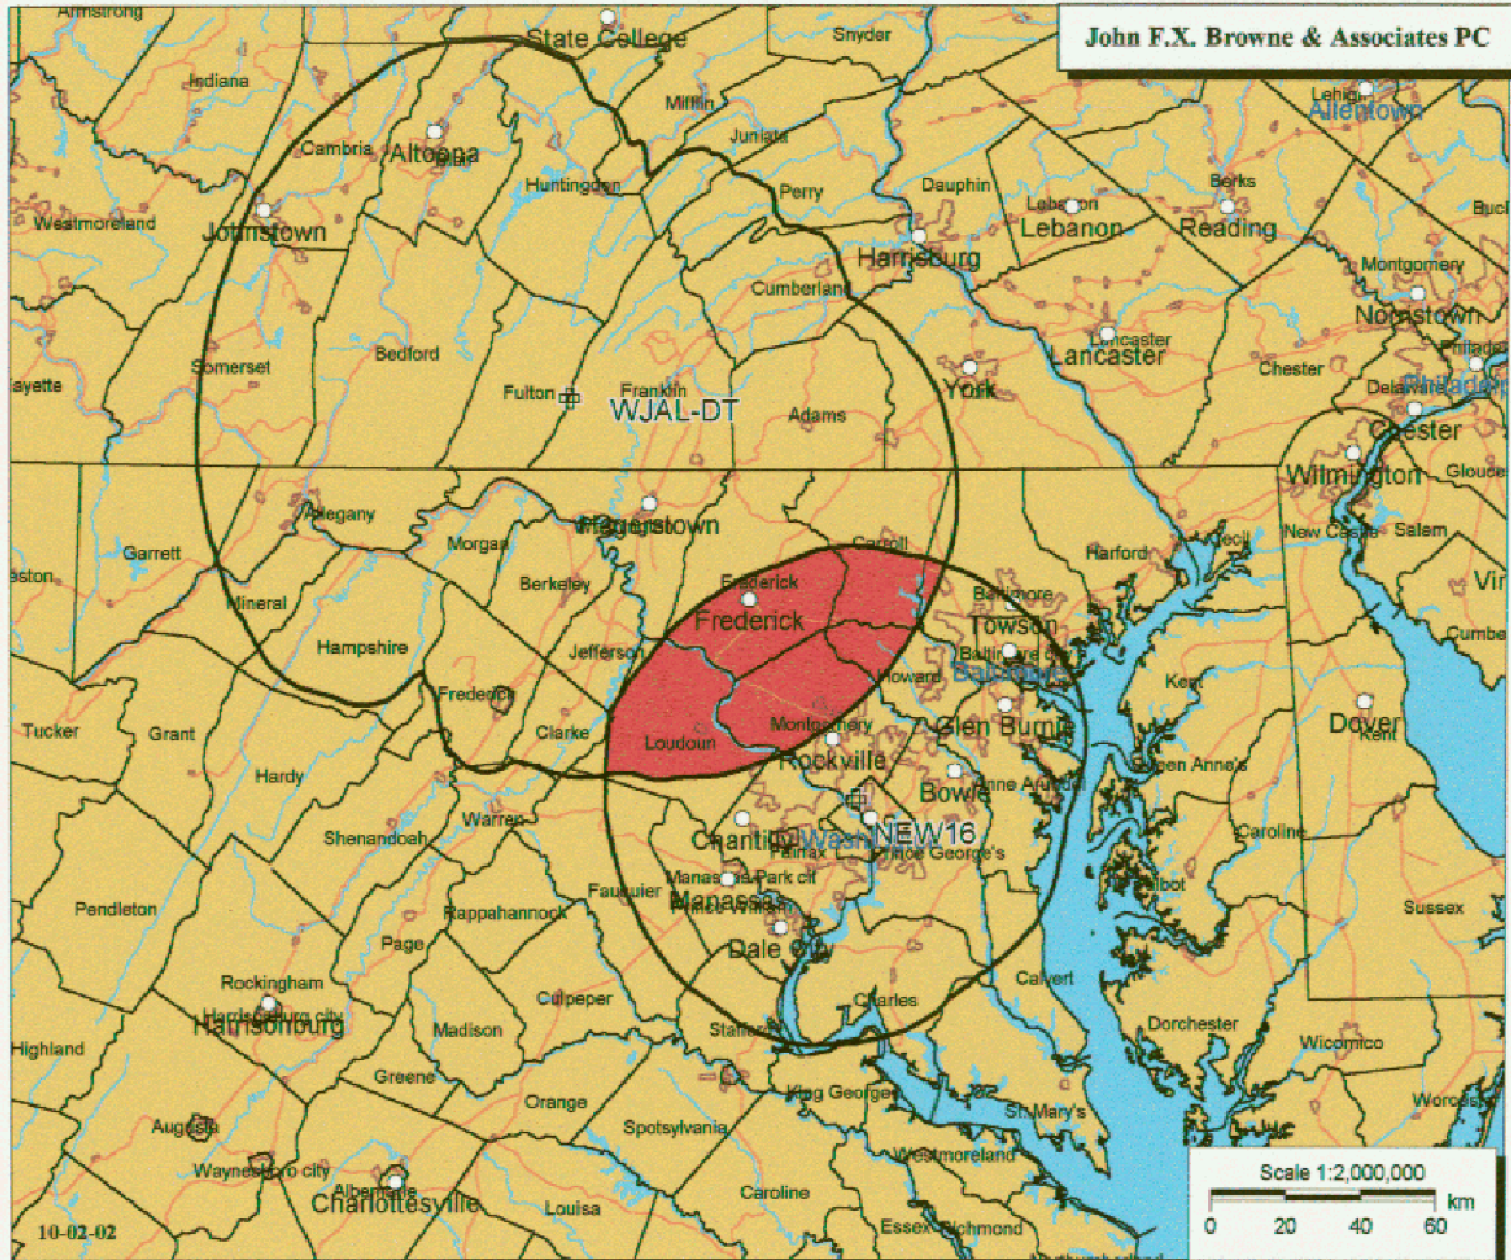 Armstrong
State College
Snyder
John F.X. Browne & Associates PC
Indiana
Mifflin
Lehigh
Allentown
Juniata
Cambria
Altoona
Huntingdon
Perry
Dauphin
Berks
Lebanon
Lebanon
Reading
Westmoreland
Johnstown
Harrisburg
Montgomery
Cumberland
Norristown
Lancaster
Lancaster
Somerset
Bedford
Chester
York
Fulton
Franklin
WJAL-DT
Adams
Chester
Wilmington
Hagerstown
Allegany
Garrett
Morgan
Carroll
Harford
Cecil
New Castle
Salem
Berkeley
Frederick
Frederick
Baltimore
Towson
Mineral
Hampshire
Jefferson
Baltimore city
Baltimore
Howard
Kent
Frederick
Tucker
Grant
Clarke
Loudoun
Montgomery
Rockville
Glen Burnie
Dover
Kent
Hardy
Bowie
Anne Arundel
Queen Anne's
Warren
Shenandoah
Chantilly
NEW16
Fairfax
Prince George's
Caroline
Manassas Park cit
Manassas
Fauquier
Talbot
Pendleton
Rappahannock
Sussex
Page
Dale City
Rockingham
Harrisonburg city
Harrisonburg
Culpeper
Calvert
Charles
Madison
Stafford
Dorchester
Wicomico
Highland
Greene
Orange
King George
St. Mary's
Worcester
Augusta
Spotsylvania
Westmoreland
Waynesboro city
Albemarle
Charlottesville
Louisa
Caroline
Essex
Richmond
Scale 1:2,000,000
km
0 20 40 60
10-02-02